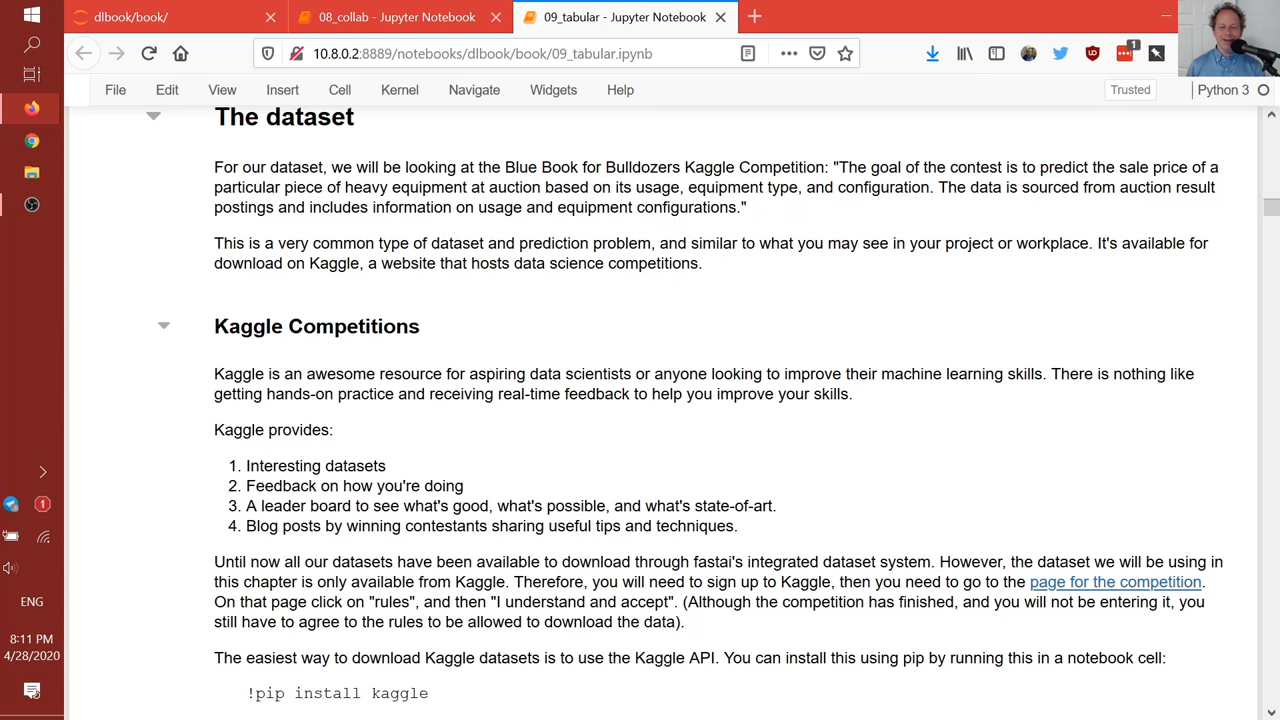 dlbook/book/
08_collab - Jupyter Notebook
09_tabular - Jupyter Notebook
10.8.0.2:8889/notebooks/dlbook/book/09_tabular.ipynb
1
File Edit View Insert Cell Kernel Navigate Widgets Help
Trusted
Python 3
The dataset
For our dataset, we will be looking at the Blue Book for Bulldozers Kaggle Competition: "The goal of the contest is to predict the sale price of a
particular piece of heavy equipment at auction based on its usage, equipment type, and configuration. The data is sourced from auction result
postings and includes information on usage and equipment configurations."
This is a very common type of dataset and prediction problem, and similar to what you may see in your project or workplace. It's available for
download on Kaggle, a website that hosts data science competitions.
Kaggle Competitions
Kaggle is an awesome resource for aspiring data scientists or anyone looking to improve their machine learning skills. There is nothing like
getting hands-on practice and receiving real-time feedback to help you improve your skills.
Kaggle provides:
1. Interesting datasets
2. Feedback on how you're doing
3. A leader board to see what's good, what's possible, and what's state-of-art.
4. Blog posts by winning contestants sharing useful tips and techniques.
Until now all our datasets have been available to download through fastai's integrated dataset system. However, the dataset we will be using in
this chapter is only available from Kaggle. Therefore, you will need to sign up to Kaggle, then you need to go to the page for the competition.
On that page click on "rules", and then "I understand and accept". (Although the competition has finished, and you will not be entering it, you
still have to agree to the rules to be allowed to download the data).
The easiest way to download Kaggle datasets is to use the Kaggle API. You can install this using pip by running this in a notebook cell:
!pip install kaggle
1
ENG
8:11 PM
4/28/2020